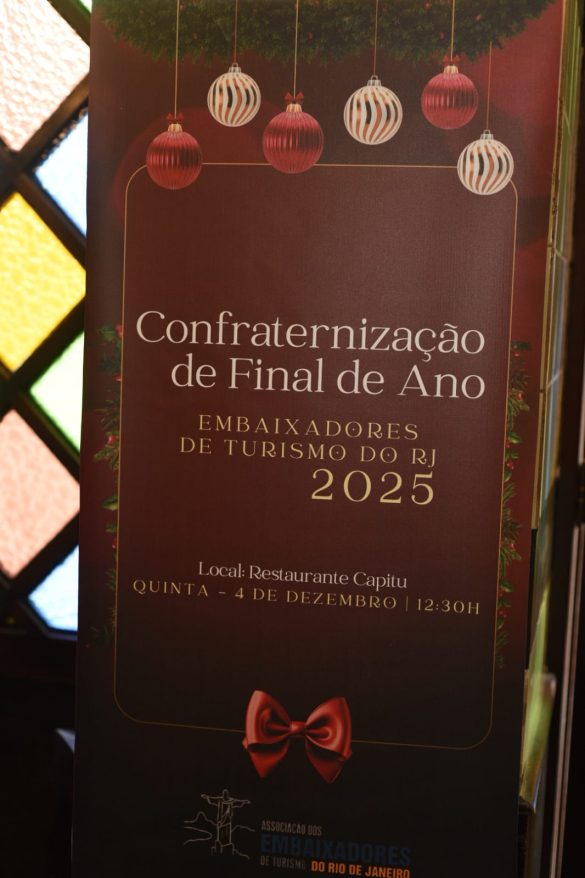 Confraternização
de Final de Ano
EMBAIXADORES
DE TURISMO DO RJ
2025
Local: Restaurante Capitu
QUINTA – 4 DE DEZEMBRO | 12:30H
ASSOCIAÇÃO DOS
EMBAIXADORES
DE TURISMO DO RIO DE JANEIRO